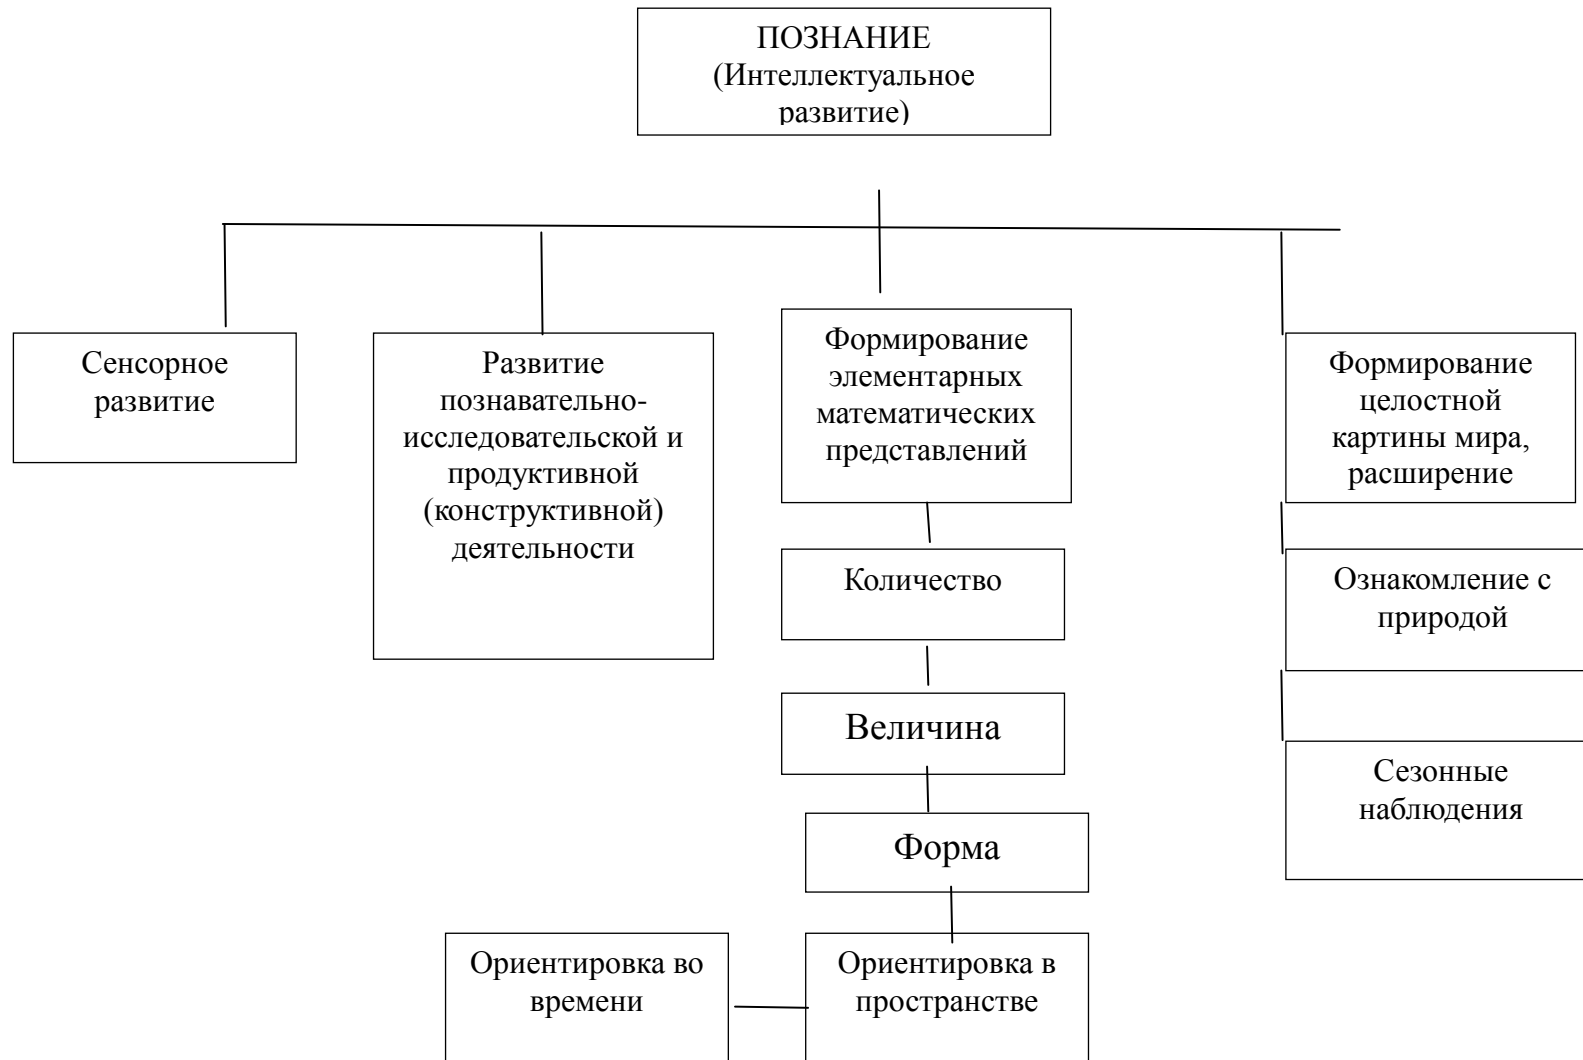 ПОЗНАНИЕ
(Интеллектуальное
развитие)
Сенсорное
развитие
Развитие
познавательно-
исследовательской и
продуктивной
(конструктивной)
деятельности
Формирование
элементарных
математических
представлений
Формирование
целостной
картины мира,
расширение
Количество
Ознакомление с
природой
Величина
Сезонные
наблюдения
Форма
Ориентировка во
времени
Ориентировка в
пространстве